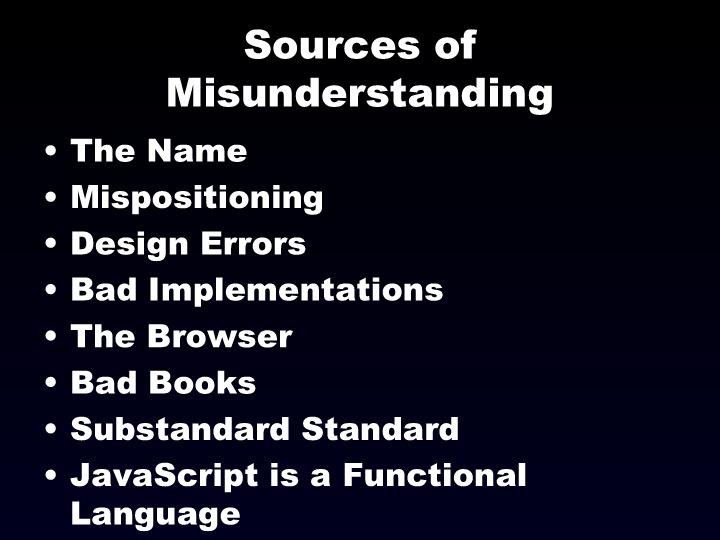 Sources of
Misunderstanding
• The Name
• Mispositioning
• Design Errors
• Bad Implementations
• The Browser
• Bad Books
• Substandard Standard
• JavaScript is a Functional
Language